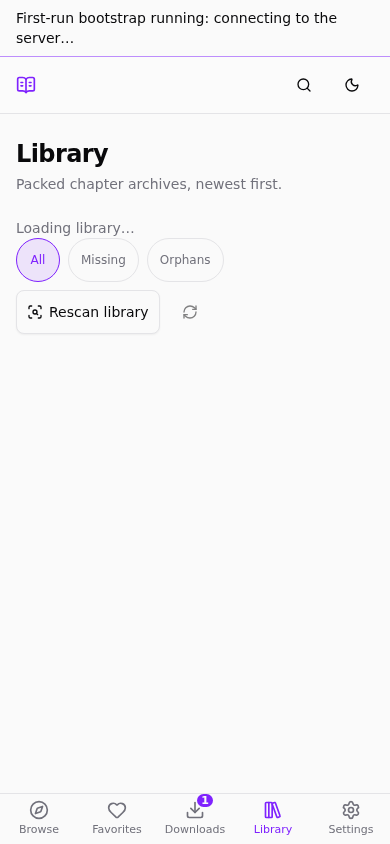 First-run bootstrap running: connecting to the
server…
Library
Packed chapter archives, newest first.
Loading library…
All
Missing
Orphans
Rescan library
1
Browse
Favorites
Downloads
Library
Settings